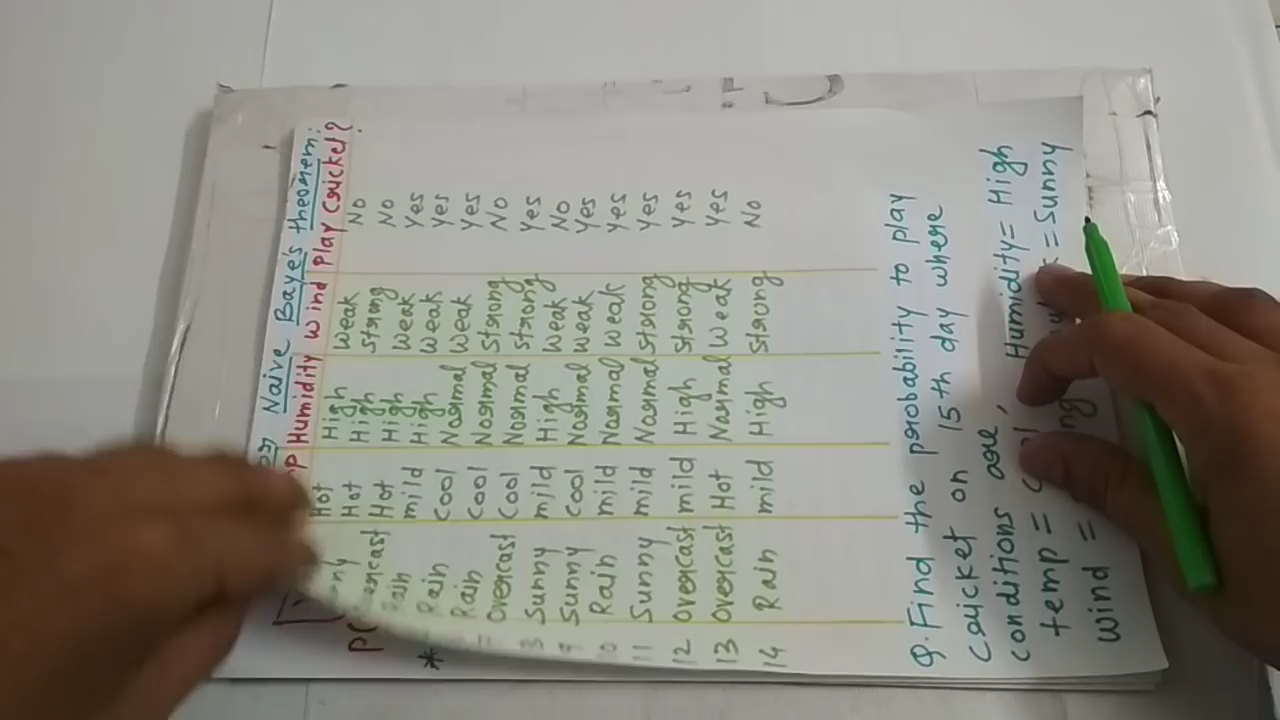 Naive Baye's theorem:
Humidity Wind play cricket?
Hot High Weak No
Hot High strong No
Overcast Hot High Weak Yes
Rain mild High Weak Yes
Rain Cool Normal Weak Yes
Rain Cool Normal strong No
Overcast Cool Normal strong Yes
Sunny mild High Weak No
9 Sunny Cool Normal Weak Yes
10 Rain mild Normal Weak Yes
11 Sunny mild Normal Strong Yes
12 Overcast mild High Strong Yes
13 Overcast Hot Normal Weak Yes
14 Rain mild High Strong No
Q. Find the probability to play
cricket on 15th day where
conditions are, Humidity = High
temp = = Sunny
Wind =